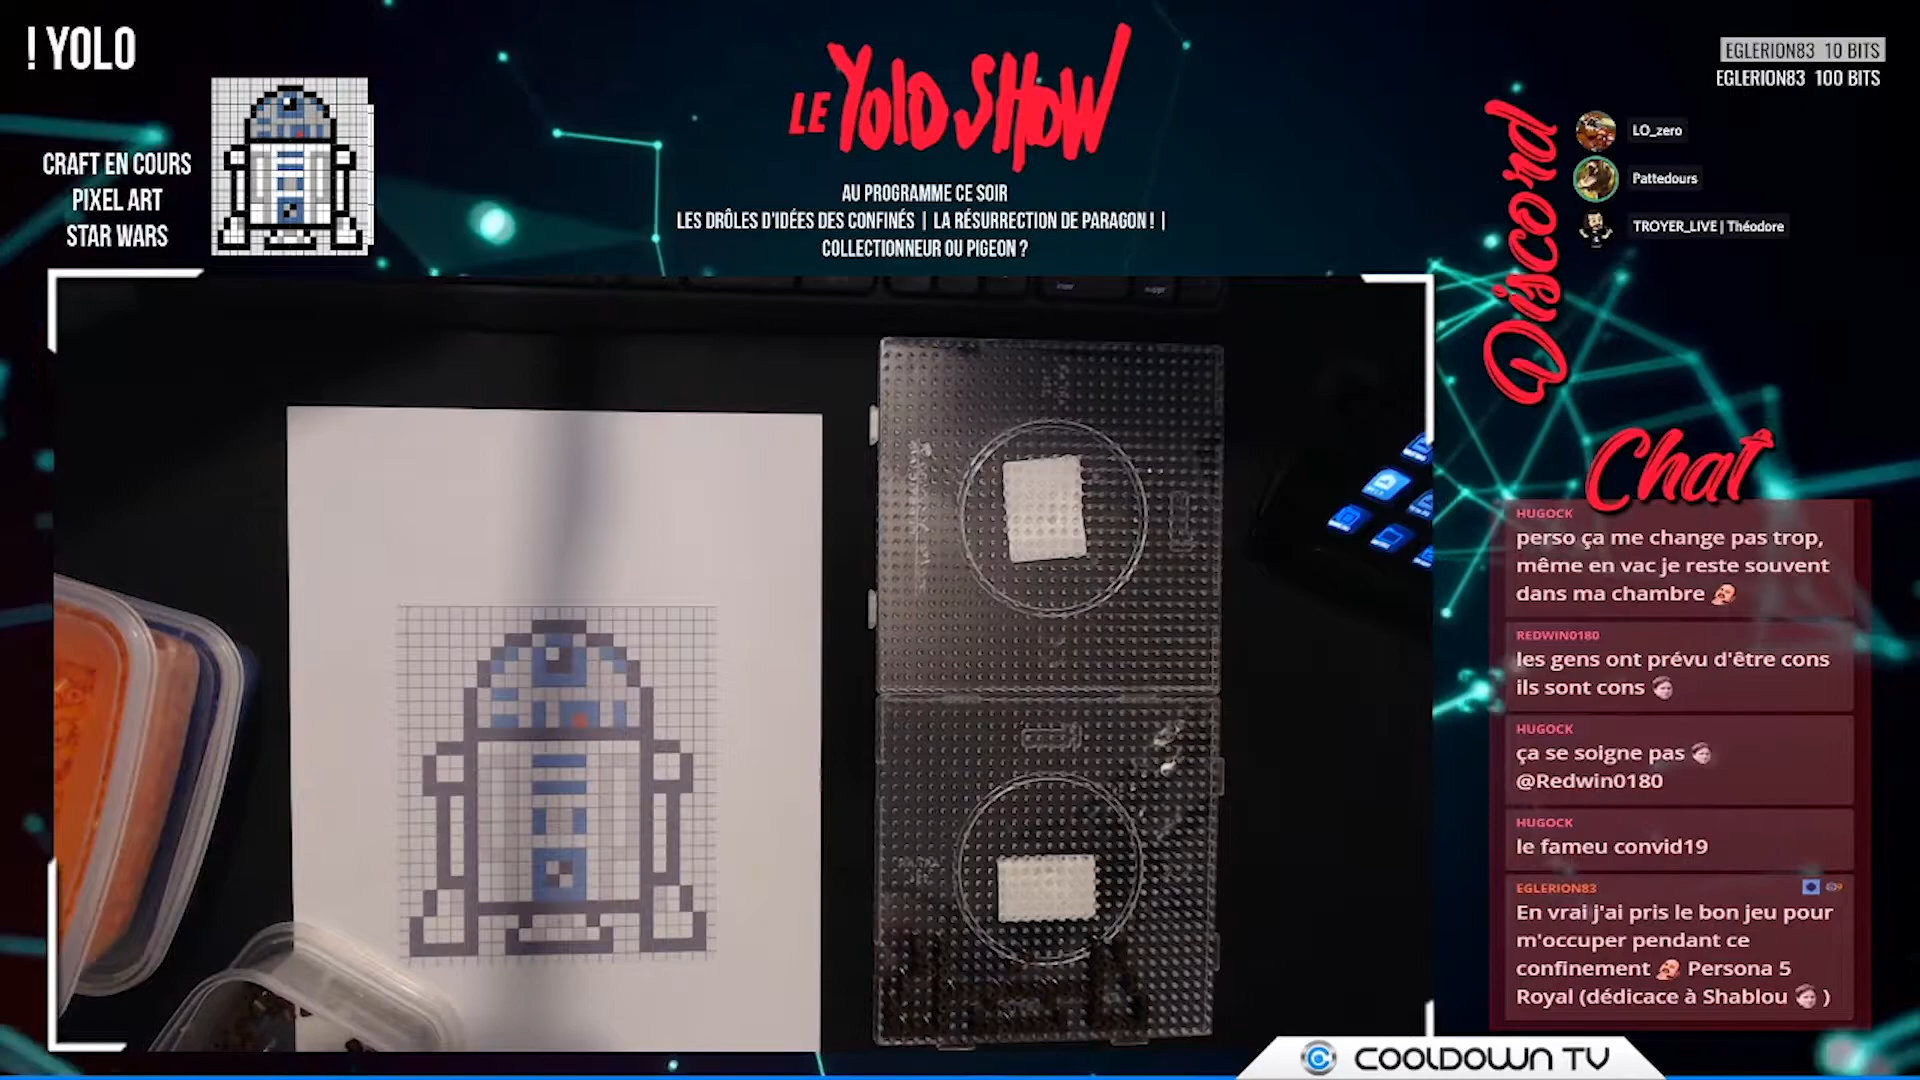 ! YOLO
CRAFT EN COURS
PIXEL ART
STAR WARS
LE YOLO SHOW
AU PROGRAMME CE SOIR
LES DRÔLES D'IDÉES DES CONFINÉS | LA RÉSURRECTION DE PARAGON ! |
COLLECTIONNEUR OU PIGEON ?
EGLERION83 10 BITS
EGLERION83 100 BITS
Discord
LO_zero
Pattedours
TROYER_LIVE | Théodore
Chat
HUGOCK
perso ça me change pas trop,
même en vac je reste souvent
dans ma chambre
REDWIN0180
les gens ont prévu d'être cons
ils sont cons
HUGOCK
ça se soigne pas
@Redwin0180
HUGOCK
le fameu convid19
EGLERION83
En vrai j'ai pris le bon jeu pour
m'occuper pendant ce
confinement Persona 5
Royal (dédicace à Shablou )
COOLDOWN TV